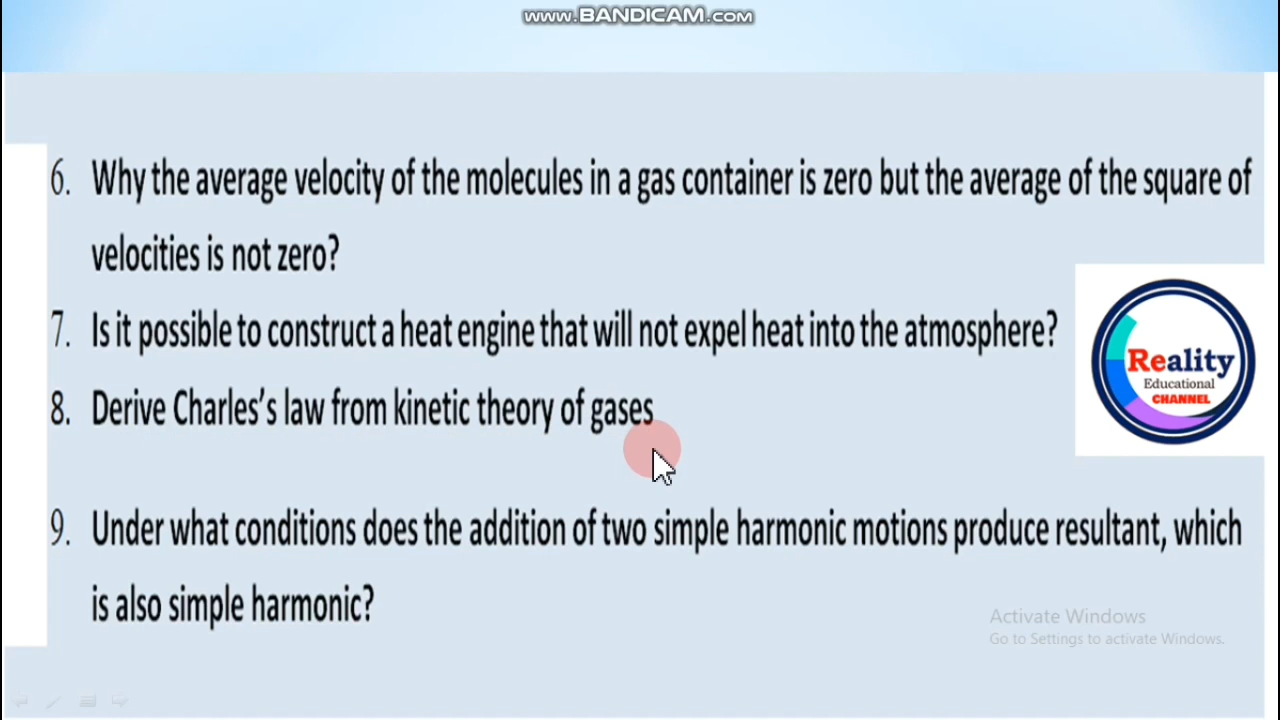 www.BANDICAM.com
6. Why the average velocity of the molecules in a gas container is zero but the average of the square of
velocities is not zero?
7. Is it possible to construct a heat engine that will not expel heat into the atmosphere?
8. Derive Charles’s law from kinetic theory of gases
9. Under what conditions does the addition of two simple harmonic motions produce resultant, which
is also simple harmonic?
Reality
Educational
CHANNEL
Activate Windows
Go to Settings to activate Windows.